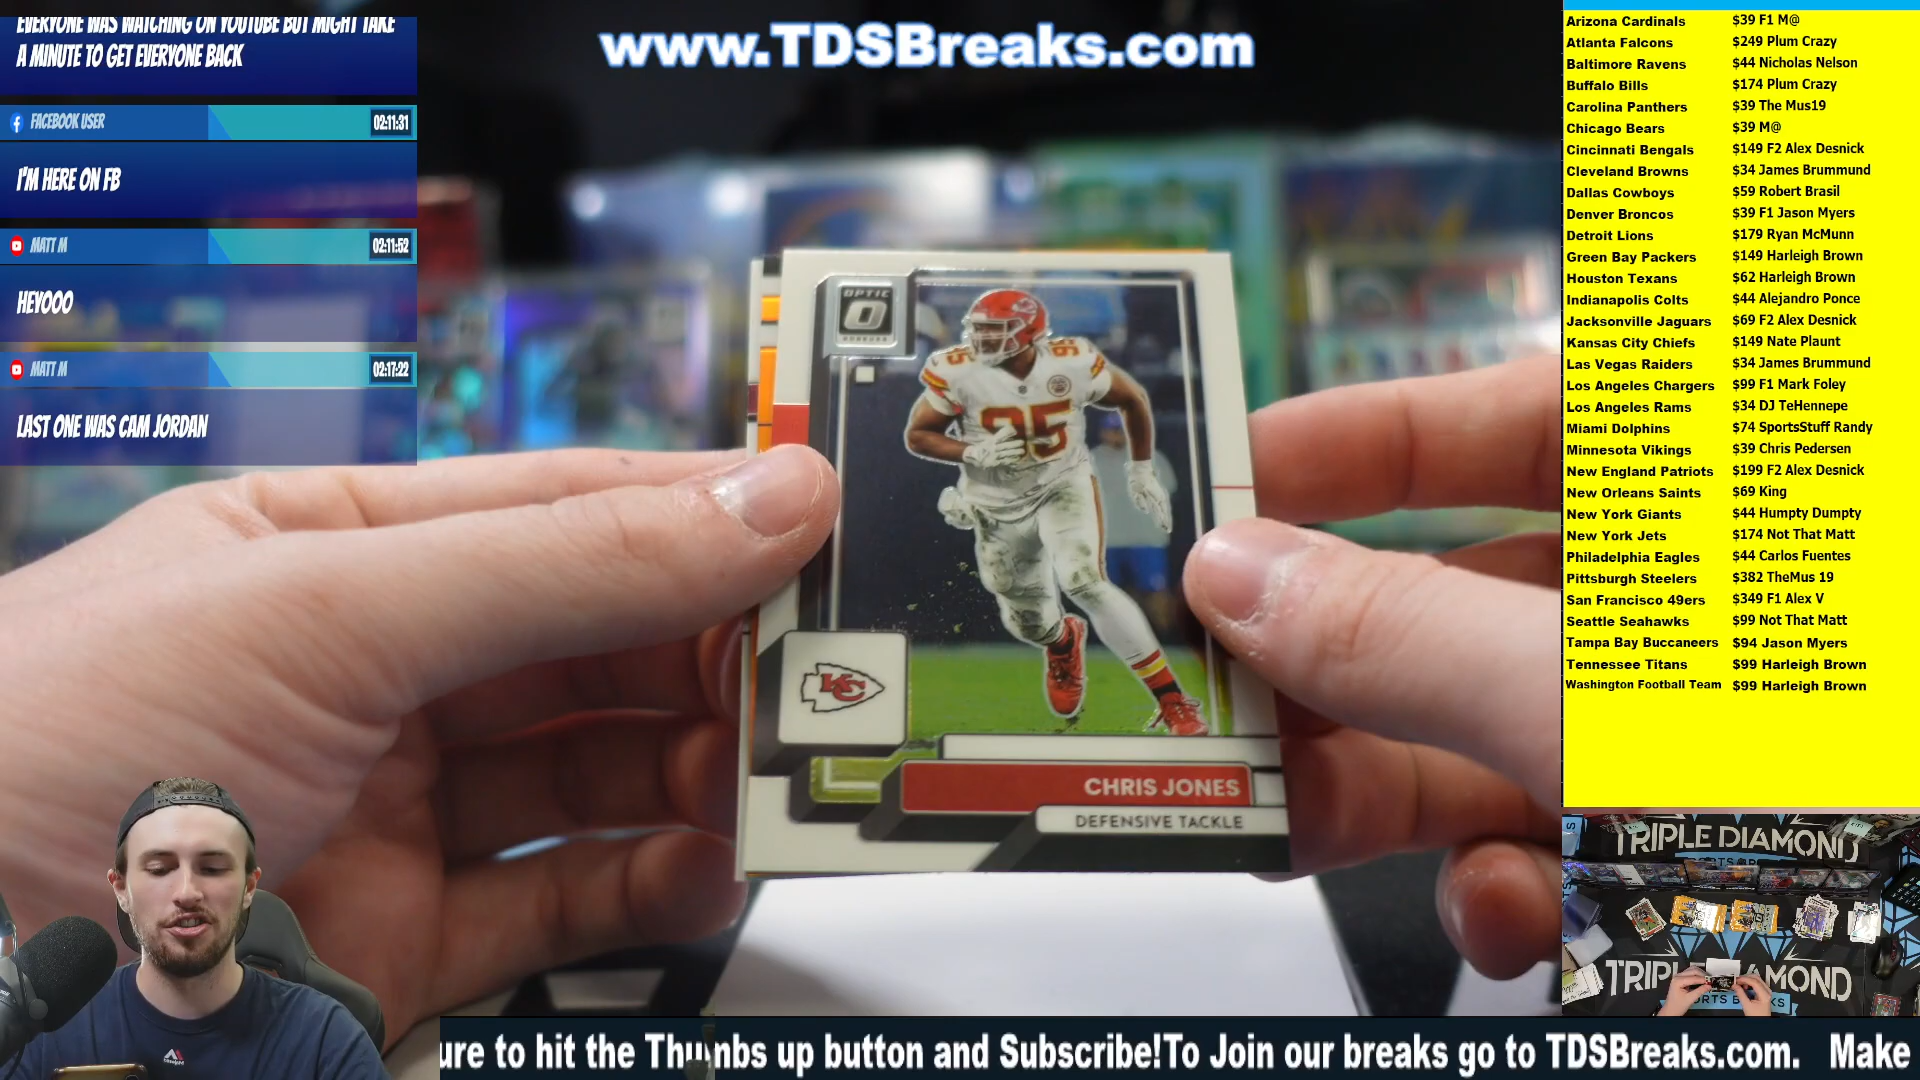 EVERYONE WAS WATCHING ON YOUTUBE BUT MIGHT TAKE
A MINUTE TO GET EVERYONE BACK
FACEBOOK USER 02:11:31
I'M HERE ON FB
MATT M 02:11:52
HEYOOO
MATT M 02:17:22
LAST ONE WAS CAM JORDAN
www.TDSBreaks.com
OPTIC
95
KC
CHRIS JONES
DEFENSIVE TACKLE
Arizona Cardinals $39 F1 M@
Atlanta Falcons $249 Plum Crazy
Baltimore Ravens $44 Nicholas Nelson
Buffalo Bills $174 Plum Crazy
Carolina Panthers $39 The Mus19
Chicago Bears $39 M@
Cincinnati Bengals $149 F2 Alex Desnick
Cleveland Browns $34 James Brummund
Dallas Cowboys $59 Robert Brasil
Denver Broncos $39 F1 Jason Myers
Detroit Lions $179 Ryan McMunn
Green Bay Packers $149 Harleigh Brown
Houston Texans $62 Harleigh Brown
Indianapolis Colts $44 Alejandro Ponce
Jacksonville Jaguars $69 F2 Alex Desnick
Kansas City Chiefs $149 Nate Plaunt
Las Vegas Raiders $34 James Brummund
Los Angeles Chargers $99 F1 Mark Foley
Los Angeles Rams $34 DJ TeHennepe
Miami Dolphins $74 SportsStuff Randy
Minnesota Vikings $39 Chris Pedersen
New England Patriots $199 F2 Alex Desnick
New Orleans Saints $69 King
New York Giants $44 Humpty Dumpty
New York Jets $174 Not That Matt
Philadelphia Eagles $44 Carlos Fuentes
Pittsburgh Steelers $382 TheMus 19
San Francisco 49ers $349 F1 Alex V
Seattle Seahawks $99 Not That Matt
Tampa Bay Buccaneers $94 Jason Myers
Tennessee Titans $99 Harleigh Brown
Washington Football Team $99 Harleigh Brown
TRIPLE DIAMOND
TRIPLE DIAMOND
SPORTS BREAKS
ure to hit the Thumbs up button and Subscribe!To Join our breaks go to TDSBreaks.com. Make